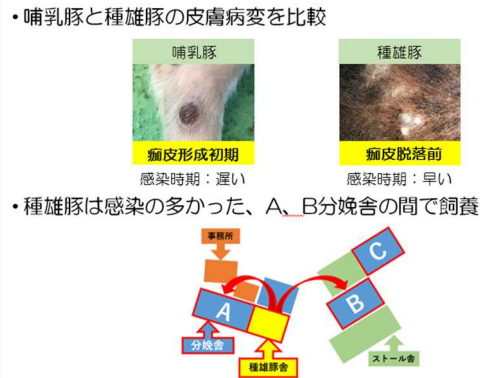 • 哺乳豚と種雄豚の皮膚病変を比較
哺乳豚
種雄豚
痂皮形成初期
痂皮脱落前
感染時期：遅い
感染時期：早い
• 種雄豚は感染の多かった、A、B分娩舎の間で飼養
事務所
C
A
B
分娩舎
種雄豚舎
ストール舎